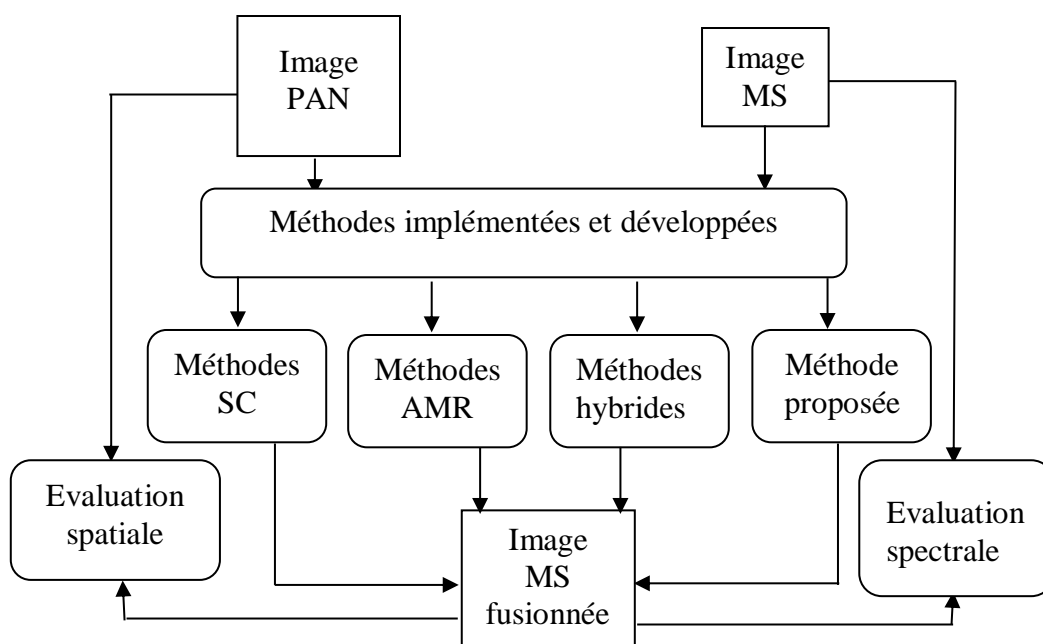 Image
PAN
Image
MS
Méthodes implémentées et développées
Méthodes
SC
Méthodes
AMR
Méthodes
hybrides
Méthode
proposée
Evaluation
spatiale
Image
MS
fusionnée
Evaluation
spectrale